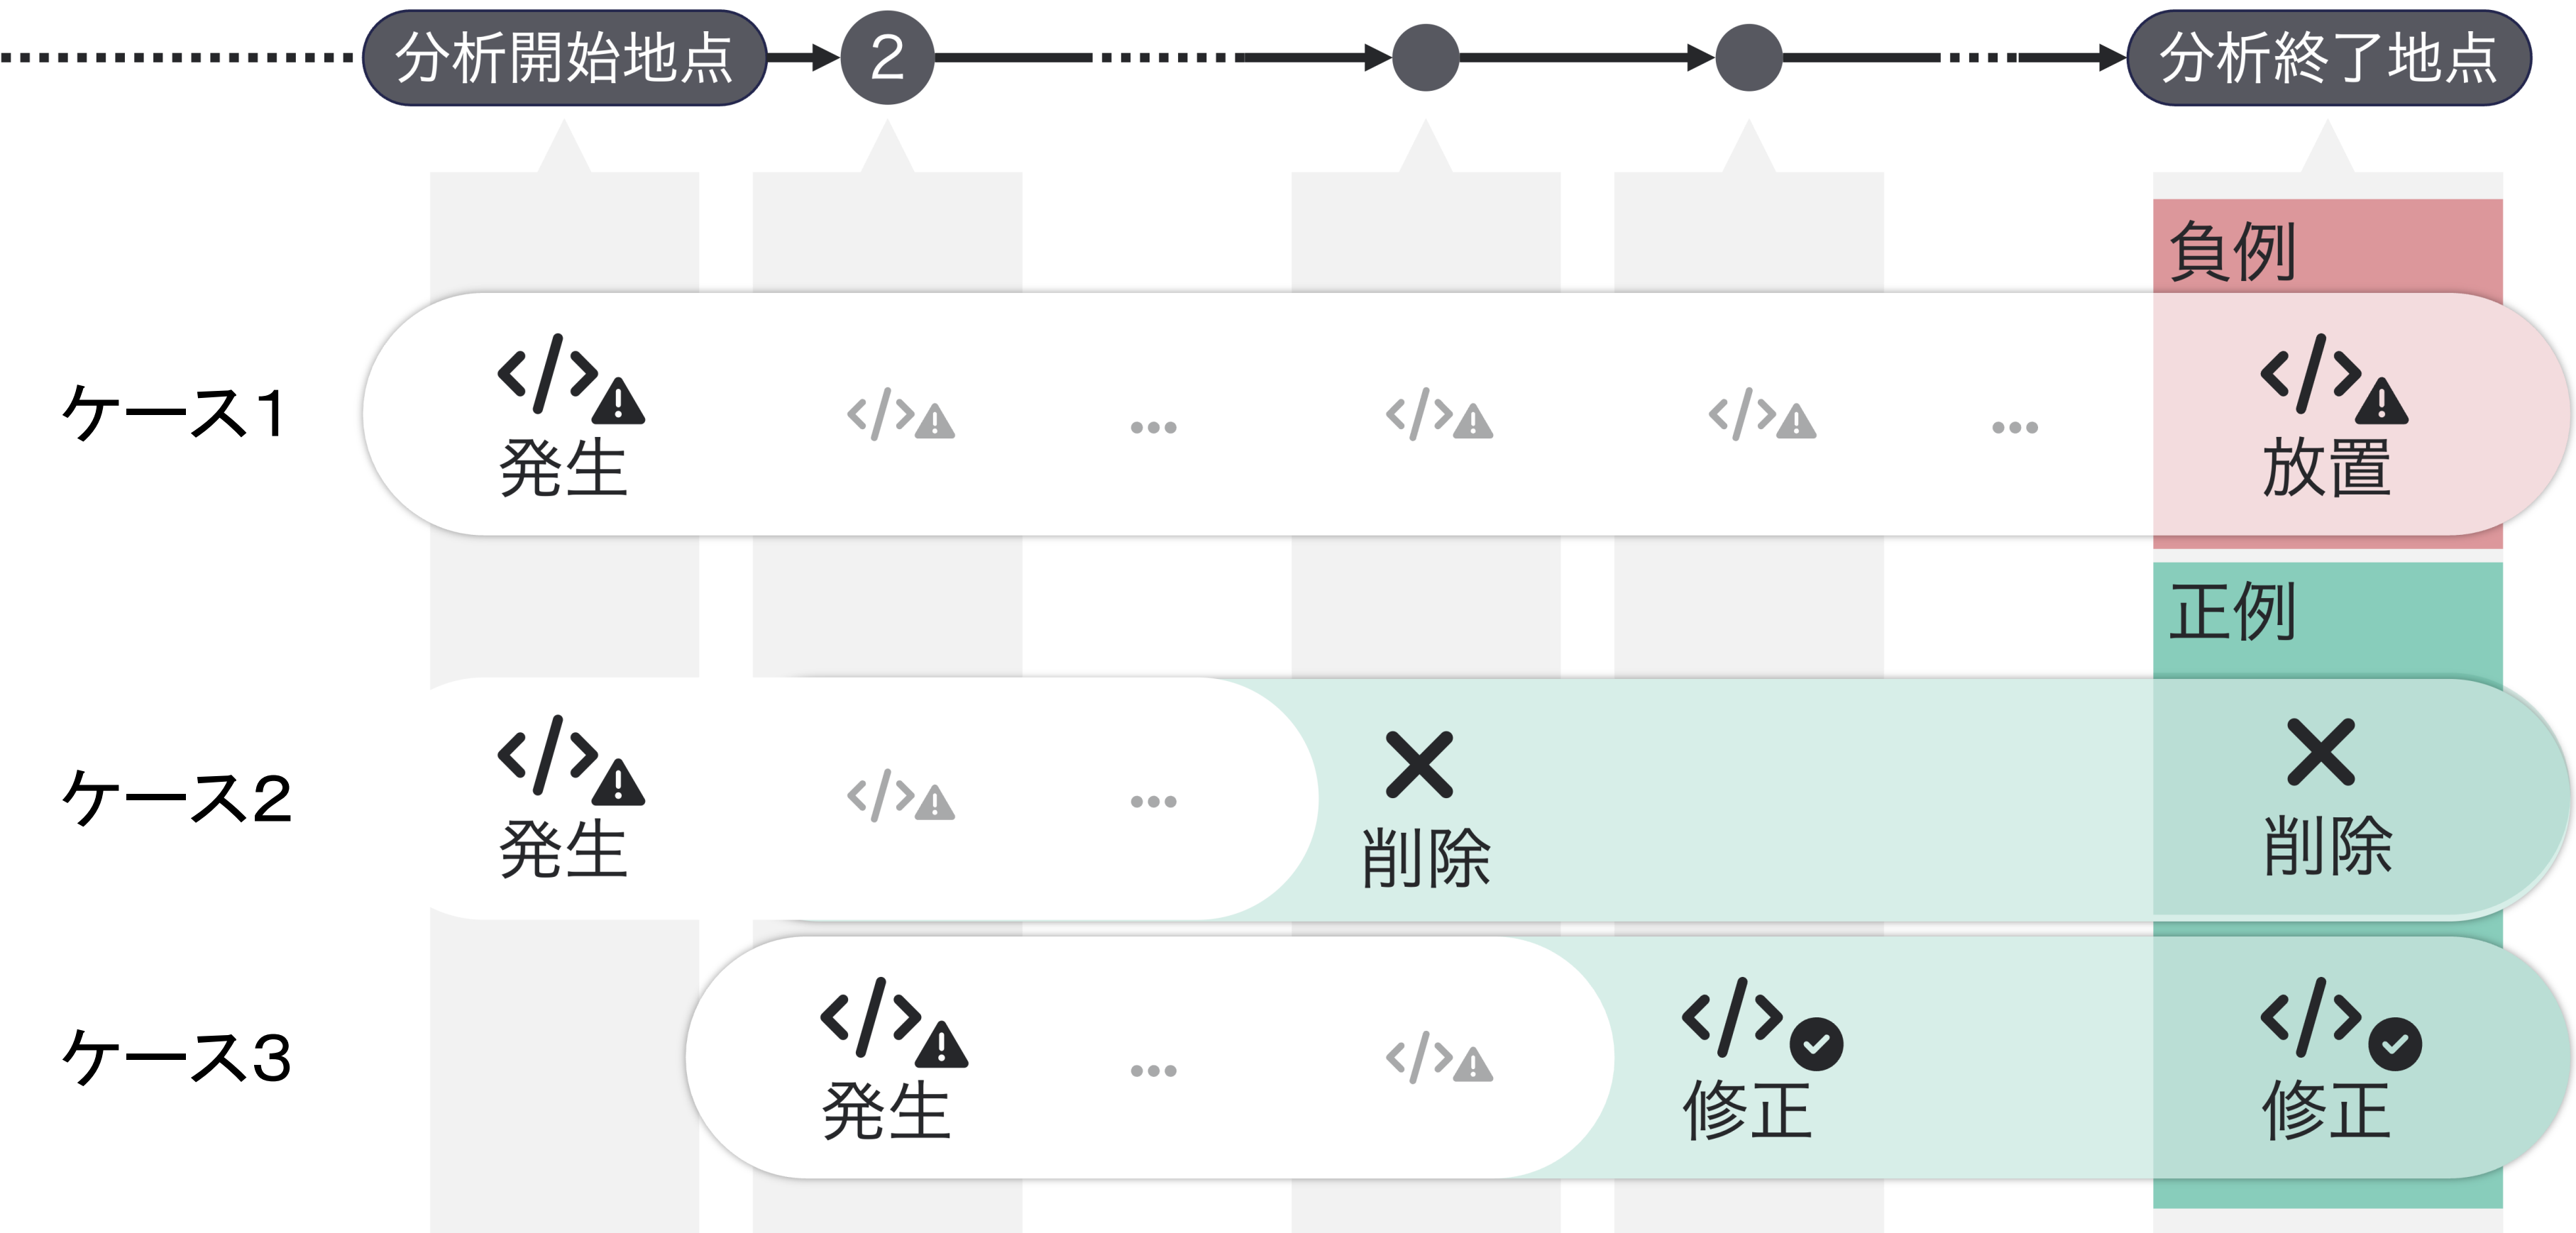 分析開始地点
2
分析終了地点
負例
ケース1
発生
...
...
放置
正例
ケース2
発生
...
削除
削除
ケース3
発生
...
修正
修正